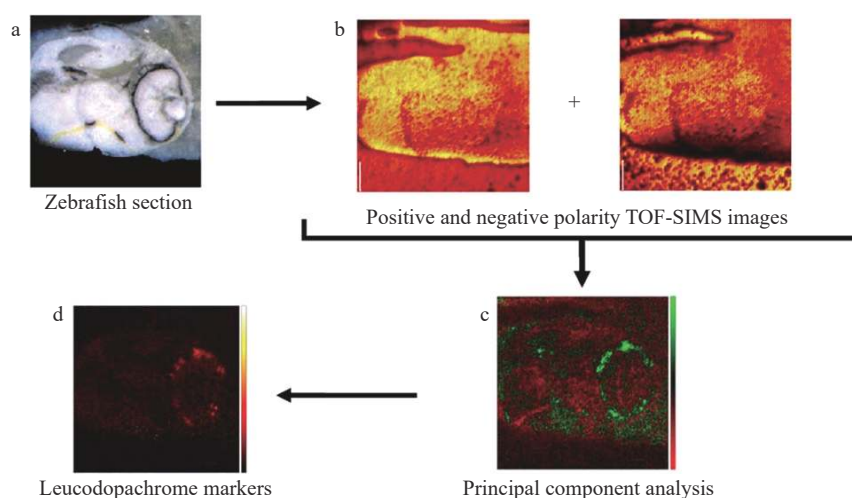 a
b
+
Zebrafish section
Positive and negative polarity TOF-SIMS images
d
c
Leucodopachrome markers
Principal component analysis